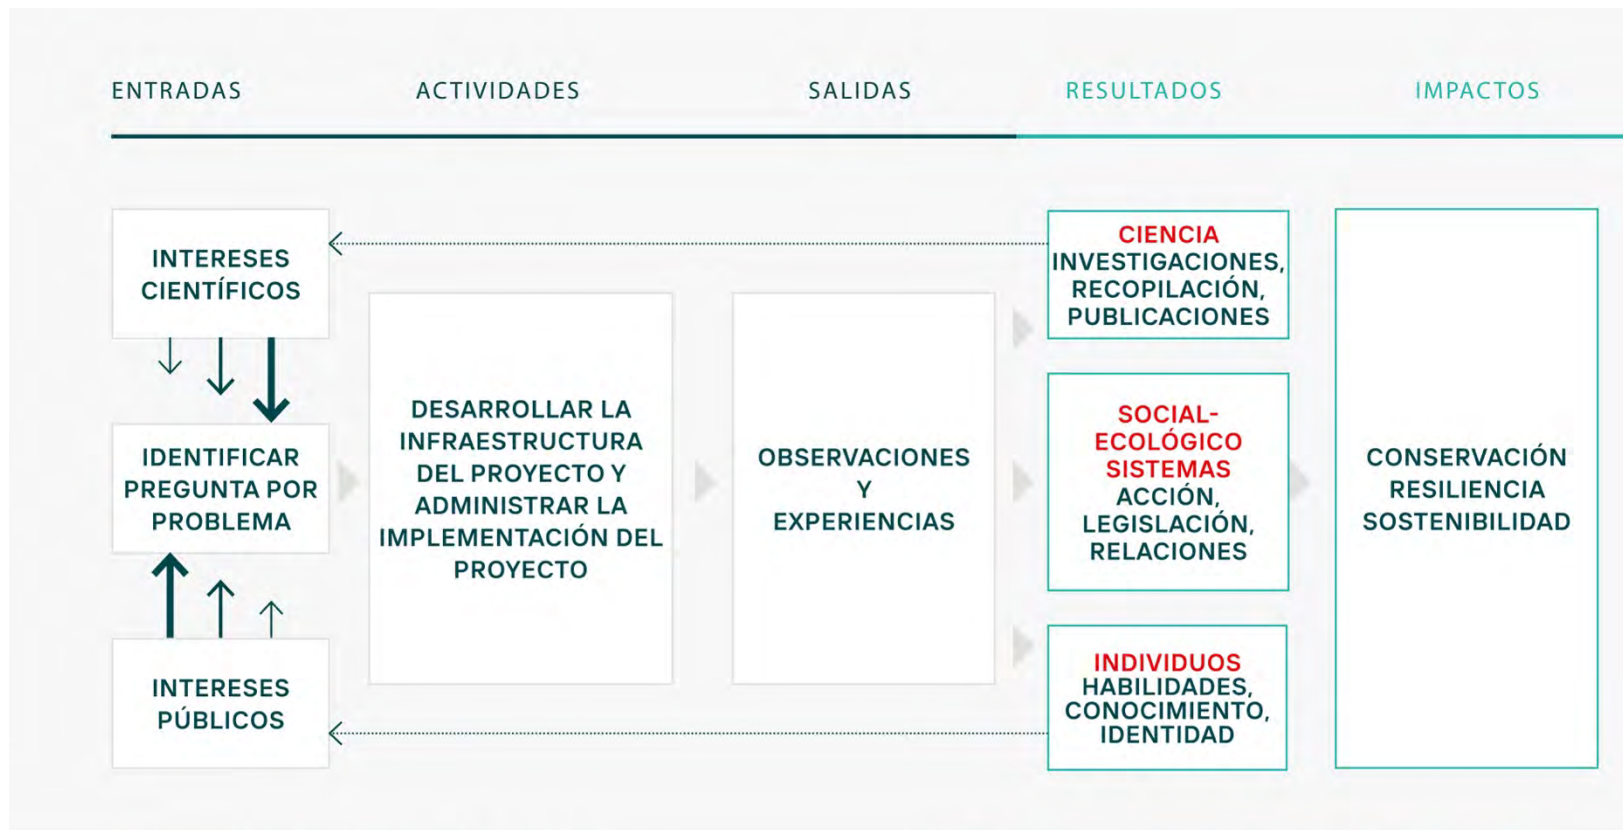 ENTRADAS
ACTIVIDADES
SALIDAS
RESULTADOS
IMPACTOS
INTERESES
CIENTÍFICOS
IDENTIFICAR
PREGUNTA POR
PROBLEMA
INTERESES
PÚBLICOS
DESARROLLAR LA
INFRAESTRUCTURA
DEL PROYECTO Y
ADMINISTRAR LA
IMPLEMENTACIÓN DEL
PROYECTO
OBSERVACIONES
Y
EXPERIENCIAS
CIENCIA
INVESTIGACIONES,
RECOPILACIÓN,
PUBLICACIONES
SOCIAL-
ECOLÓGICO
SISTEMAS
ACCIÓN,
LEGISLACIÓN,
RELACIONES
INDIVIDUOS
HABILIDADES,
CONOCIMIENTO,
IDENTIDAD
CONSERVACIÓN
RESILIENCIA
SOSTENIBILIDAD